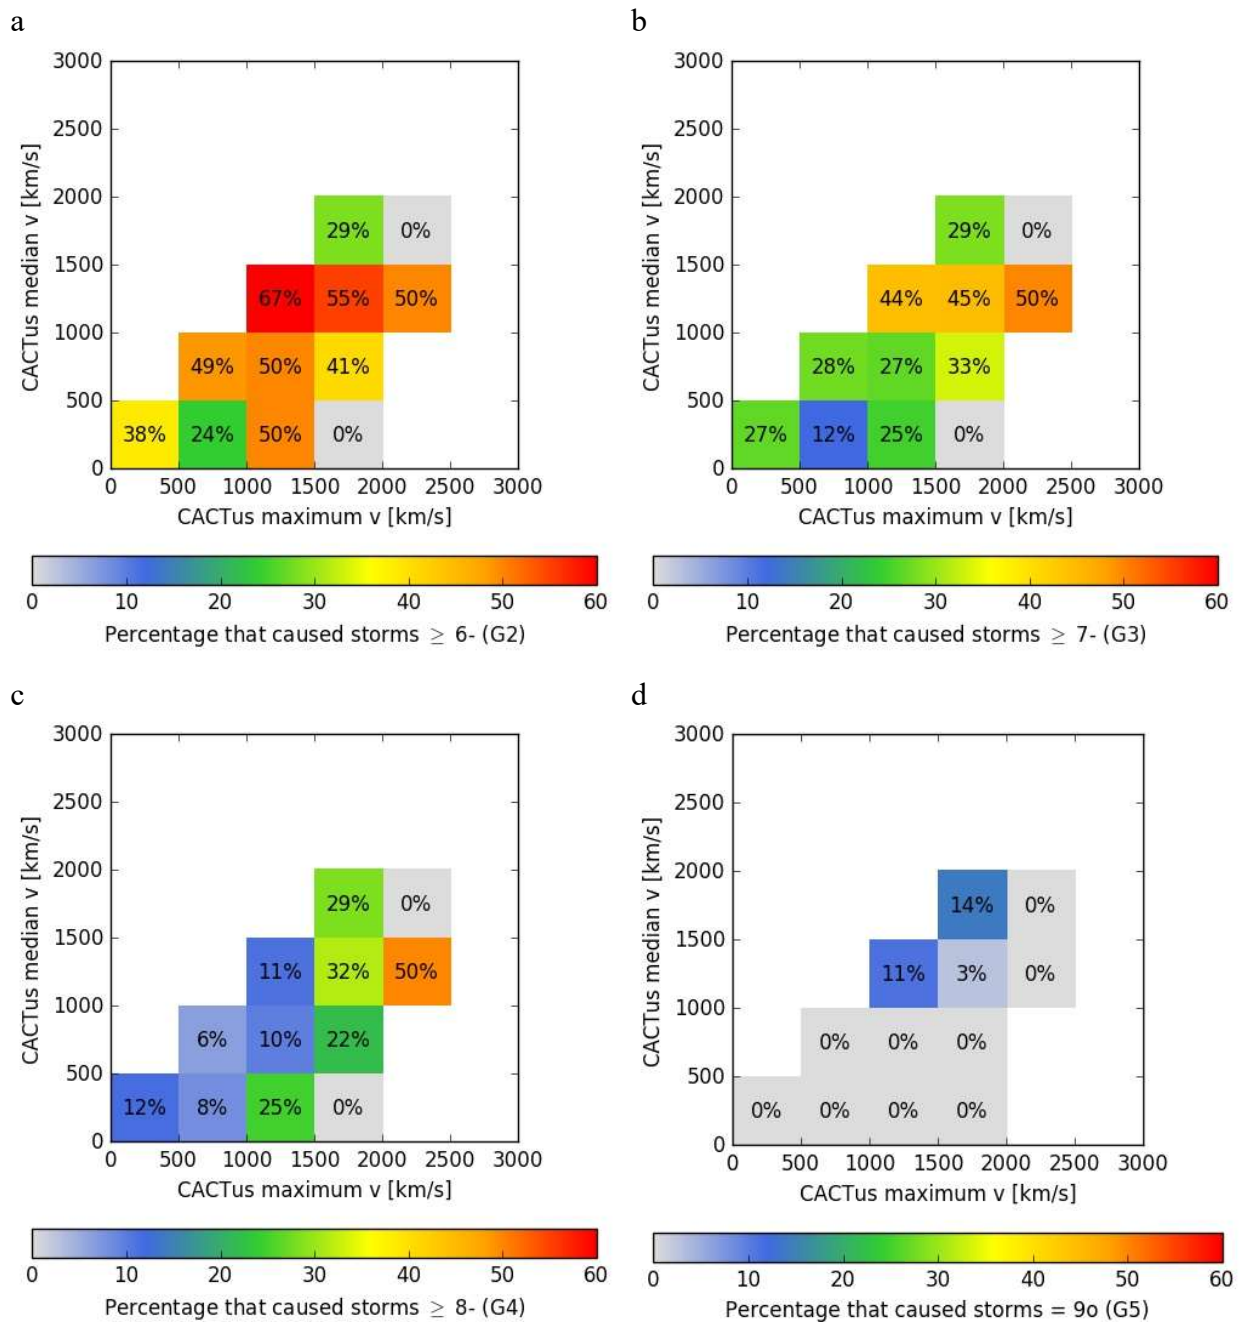 a
3000
2500
2000
1500
1000
500
0
CACTus median v [km/s]
29% 0%
67% 55% 50%
49% 50% 41%
38% 24% 50% 0%
0 500 1000 1500 2000 2500 3000
CACTus maximum v [km/s]
0 10 20 30 40 50 60
Percentage that caused storms ≥ 6- (G2)
b
3000
2500
2000
1500
1000
500
0
CACTus median v [km/s]
29% 0%
44% 45% 50%
28% 27% 33%
27% 12% 25% 0%
0 500 1000 1500 2000 2500 3000
CACTus maximum v [km/s]
0 10 20 30 40 50 60
Percentage that caused storms ≥ 7- (G3)
c
3000
2500
2000
1500
1000
500
0
CACTus median v [km/s]
29% 0%
11% 32% 50%
6% 10% 22%
12% 8% 25% 0%
0 500 1000 1500 2000 2500 3000
CACTus maximum v [km/s]
0 10 20 30 40 50 60
Percentage that caused storms ≥ 8- (G4)
d
3000
2500
2000
1500
1000
500
0
CACTus median v [km/s]
14% 0%
11% 3% 0%
0% 0% 0%
0% 0% 0% 0%
0 500 1000 1500 2000 2500 3000
CACTus maximum v [km/s]
0 10 20 30 40 50 60
Percentage that caused storms = 9o (G5)